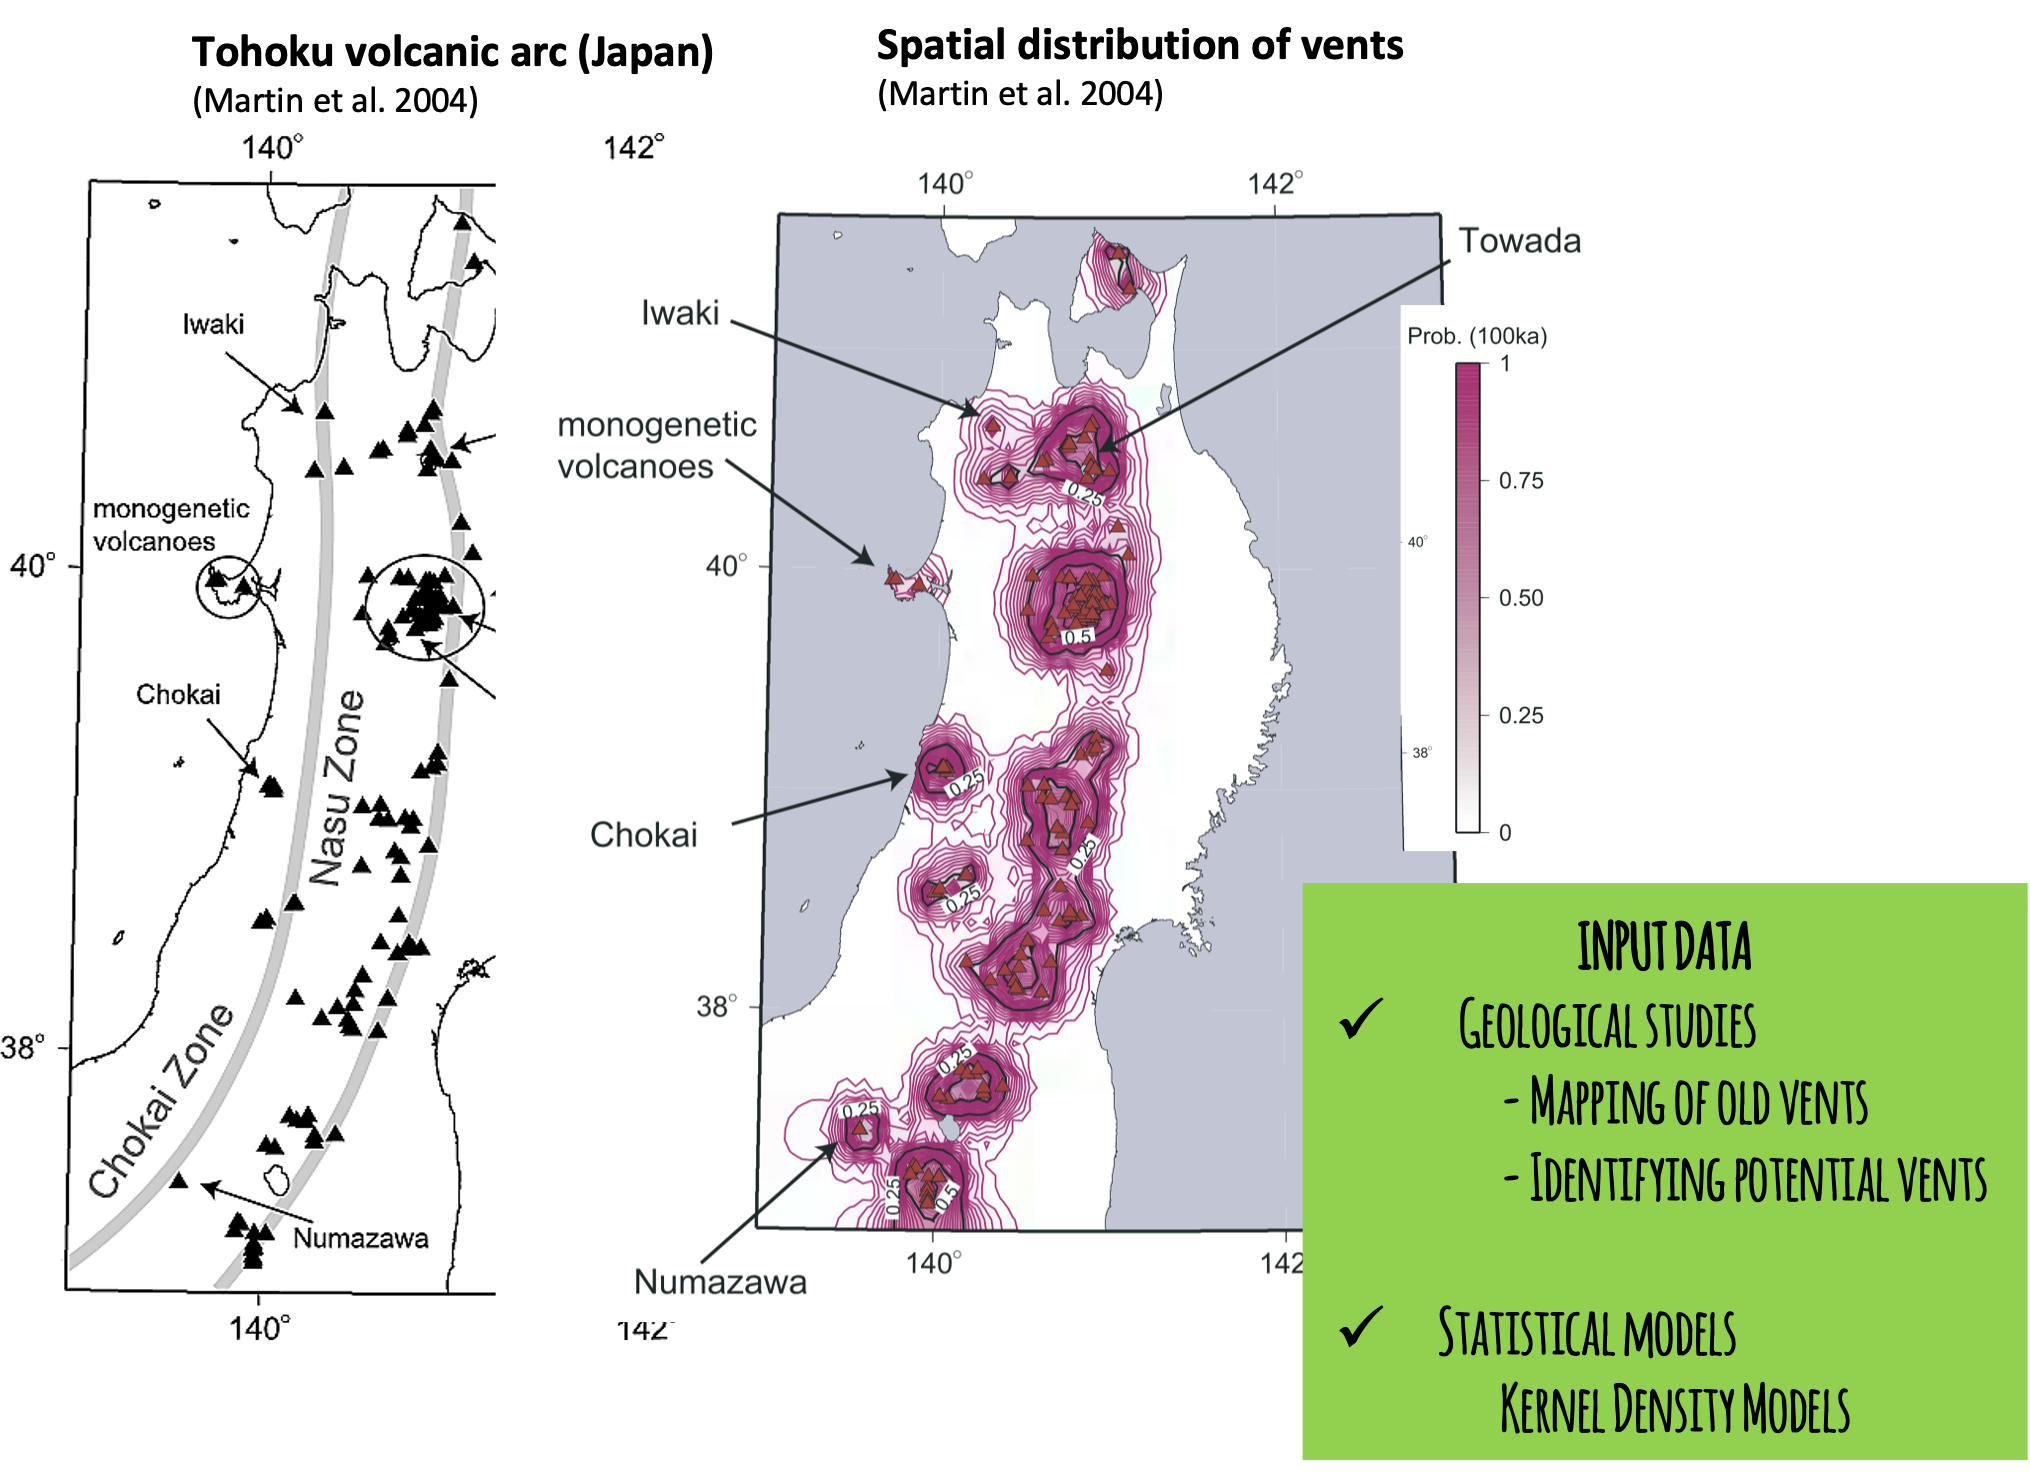 Tohoku volcanic arc (Japan)
(Martin et al. 2004)
140°
142°
Iwaki
monogenetic
volcanoes
40°
Chokai
Nasu Zone
38°
Chokai Zone
Numazawa
140°
142°
Spatial distribution of vents
(Martin et al. 2004)
140°
142°
Towada
Iwaki
Prob. (100ka)
1
0.75
0.50
0.25
0
40°
38°
monogenetic
volcanoes
0.25
40°
0.5
Chokai
0.25
0.25
0.25
38°
0.25
0.25
0.25
0.5
Numazawa
140°
142
INPUT DATA
✓ GEOLOGICAL STUDIES
- MAPPING OF OLD VENTS
- IDENTIFYING POTENTIAL VENTS
✓ STATISTICAL MODELS
KERNEL DENSITY MODELS